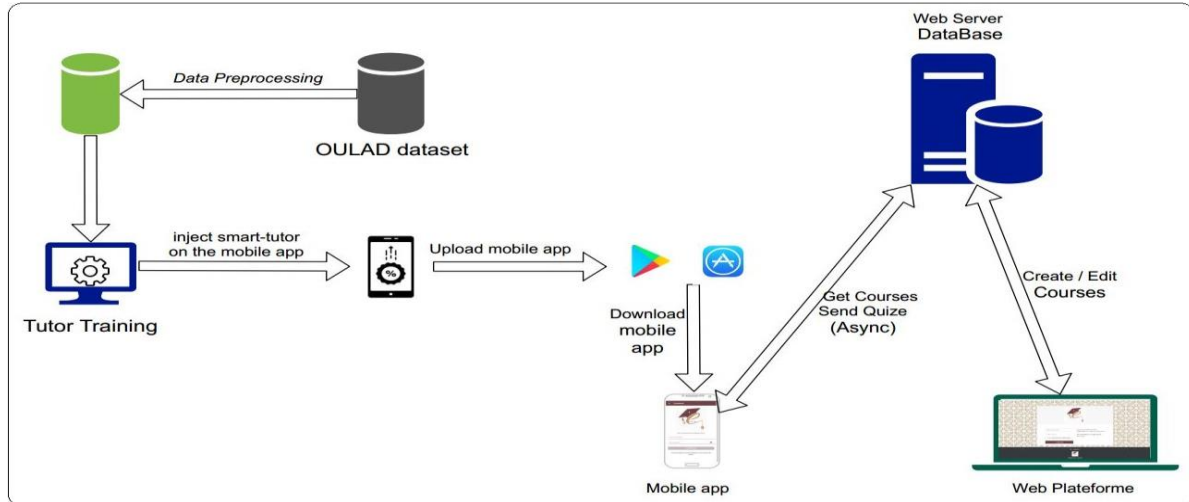 Web Server
DataBase
Data Preprocessing
OULAD dataset
inject smart-tutor
on the mobile app
Upload mobile app
%
Tutor Training
Download
mobile
app
Get Courses
Send Quize
(Async)
Create / Edit
Courses
Mobile app
Web Plateforme